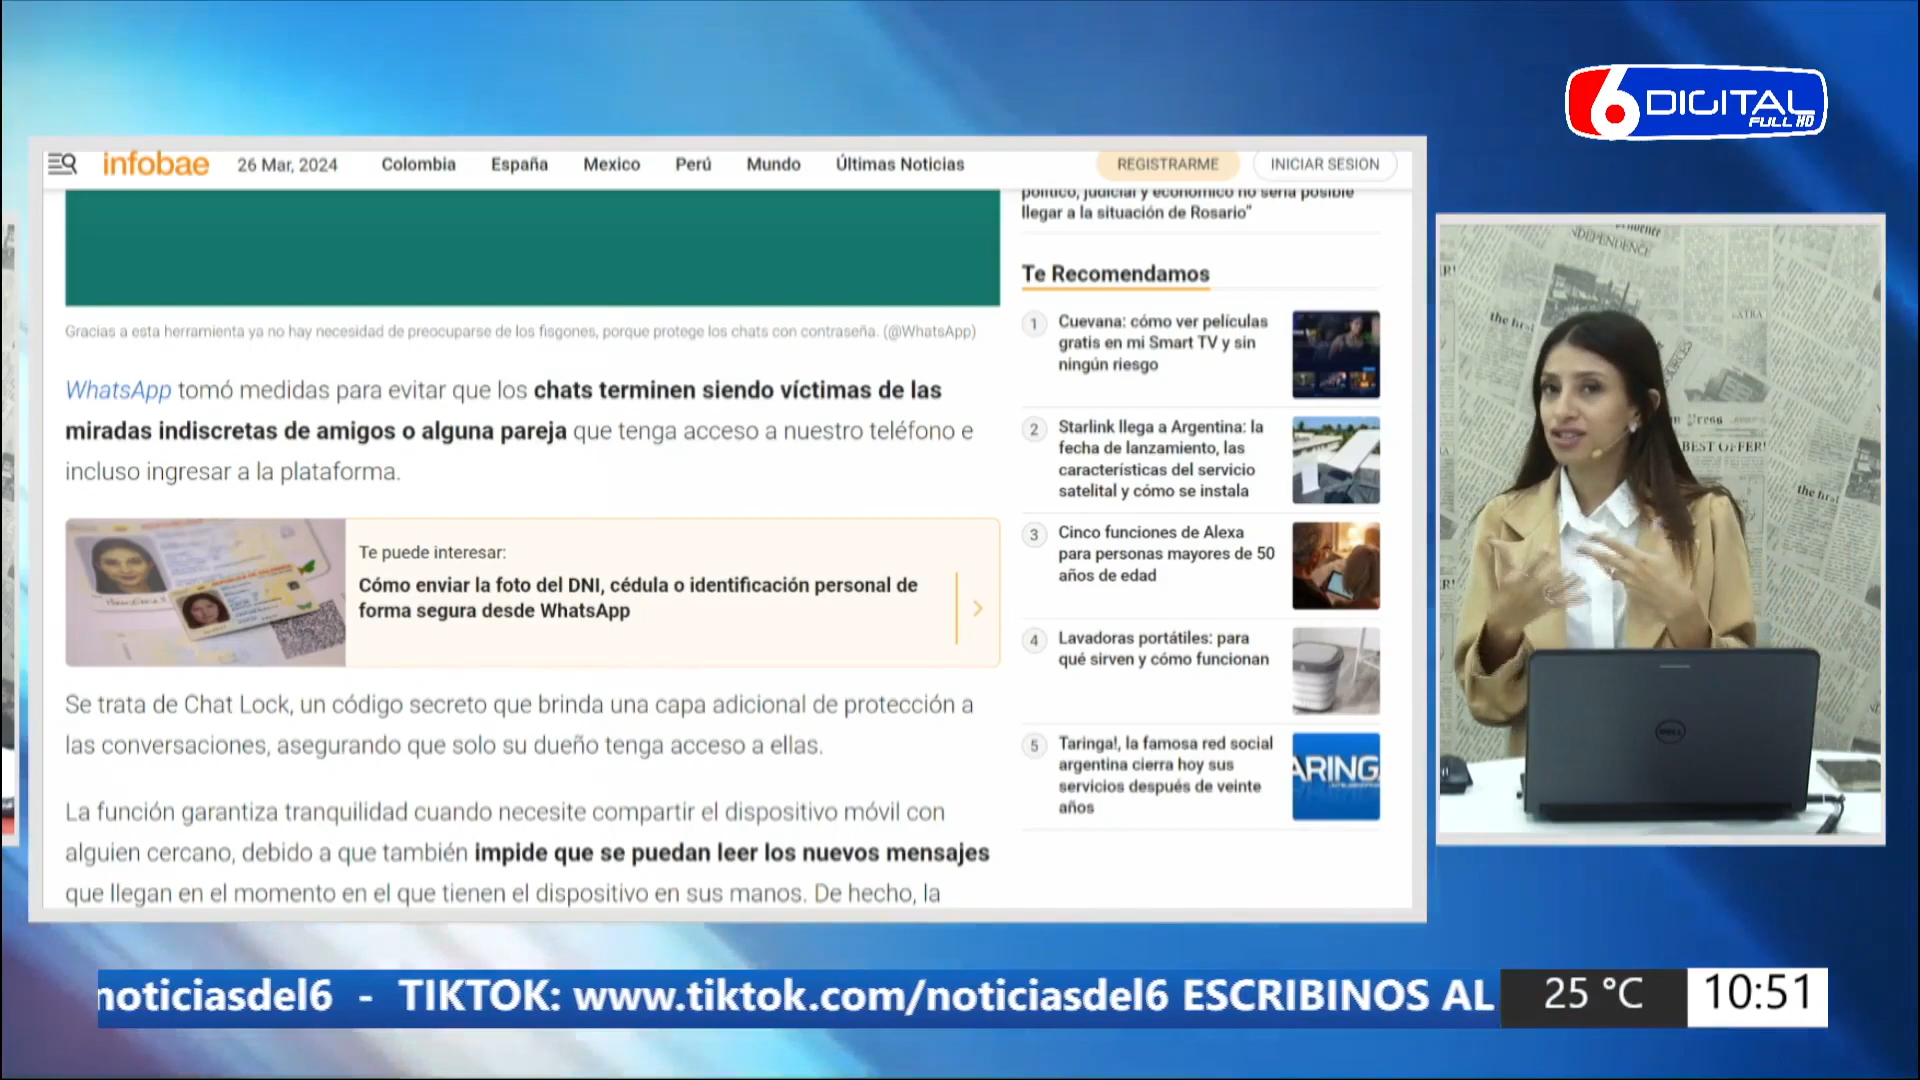 6 DIGITAL
FULL HD
infobae
26 Mar, 2024
Colombia
España
Mexico
Perú
Mundo
Últimas Noticias
REGISTRARME
INICIAR SESION
Gracias a esta herramienta ya no hay necesidad de preocuparse de los fisgones, porque protege los chats con contraseña. (@WhatsApp)
WhatsApp tomó medidas para evitar que los chats terminen siendo víctimas de las
miradas indiscretas de amigos o alguna pareja que tenga acceso a nuestro teléfono e
incluso ingresar a la plataforma.
Te puede interesar:
Cómo enviar la foto del DNI, cédula o identificación personal de
forma segura desde WhatsApp
Se trata de Chat Lock, un código secreto que brinda una capa adicional de protección a
las conversaciones, asegurando que solo su dueño tenga acceso a ellas.
La función garantiza tranquilidad cuando necesite compartir el dispositivo móvil con
alguien cercano, debido a que también impide que se puedan leer los nuevos mensajes
que llegan en el momento en el que tienen el dispositivo en sus manos. De hecho, la
político, judicial y económico no sería posible
llegar a la situación de Rosario"
Te Recomendamos
1
Cuevana: cómo ver películas
gratis en mi Smart TV y sin
ningún riesgo
2
Starlink llega a Argentina: la
fecha de lanzamiento, las
características del servicio
satelital y cómo se instala
3
Cinco funciones de Alexa
para personas mayores de 50
años de edad
4
Lavadoras portátiles: para
qué sirven y cómo funcionan
5
Taringa!, la famosa red social
argentina cierra hoy sus
servicios después de veinte
años
ARING
INDEPENDENCE
EXTRA
BEST OFFER!
the first
DELL
noticiasdel6 - TIKTOK: www.tiktok.com/noticiasdel6 ESCRIBINOS AL
25 °C
10:51